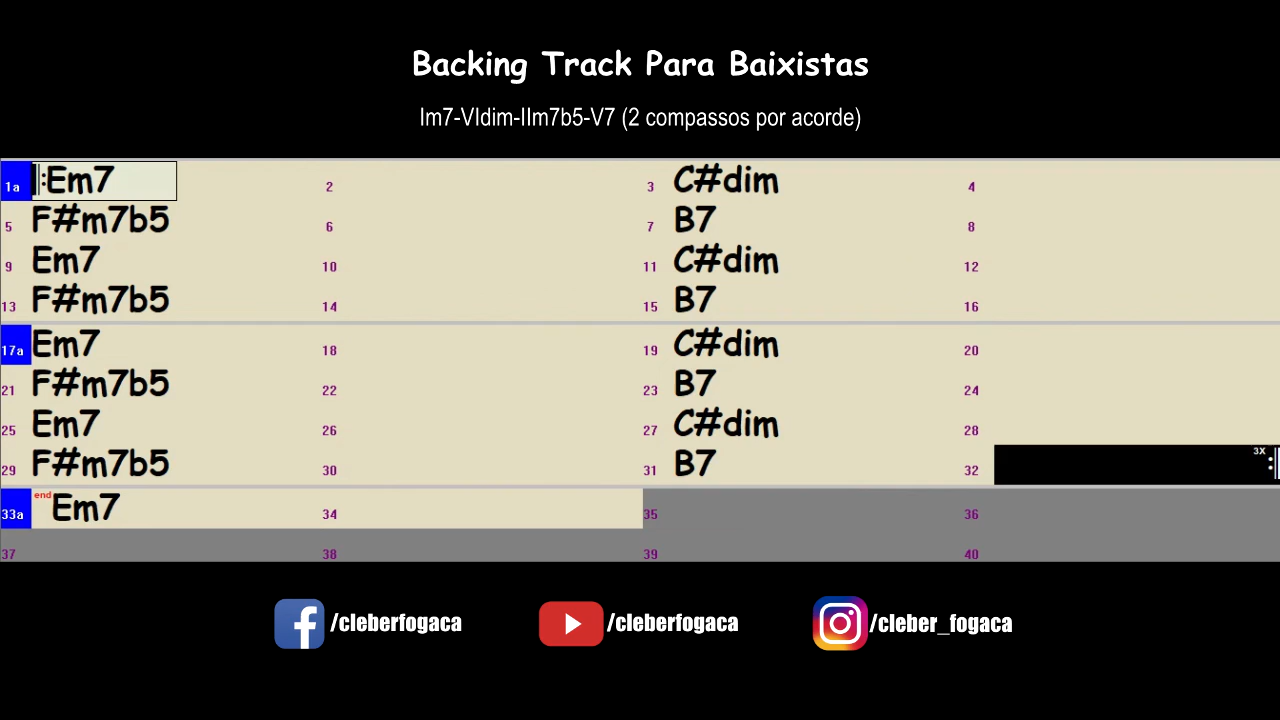 Backing Track Para Baixistas
Im7-VIdim-IIm7b5-V7 (2 compassos por acorde)
1a Em7 2 3 C#dim 4
5 F#m7b5 6 7 B7 8
9 Em7 10 11 C#dim 12
13 F#m7b5 14 15 B7 16
17a Em7 18 19 C#dim 20
21 F#m7b5 22 23 B7 24
25 Em7 26 27 C#dim 28
29 F#m7b5 30 31 B7 32 3X
33a end Em7 34 35 36
37 38 39 40
/cleberfogaca /cleberfogaca /cleber_fogaca